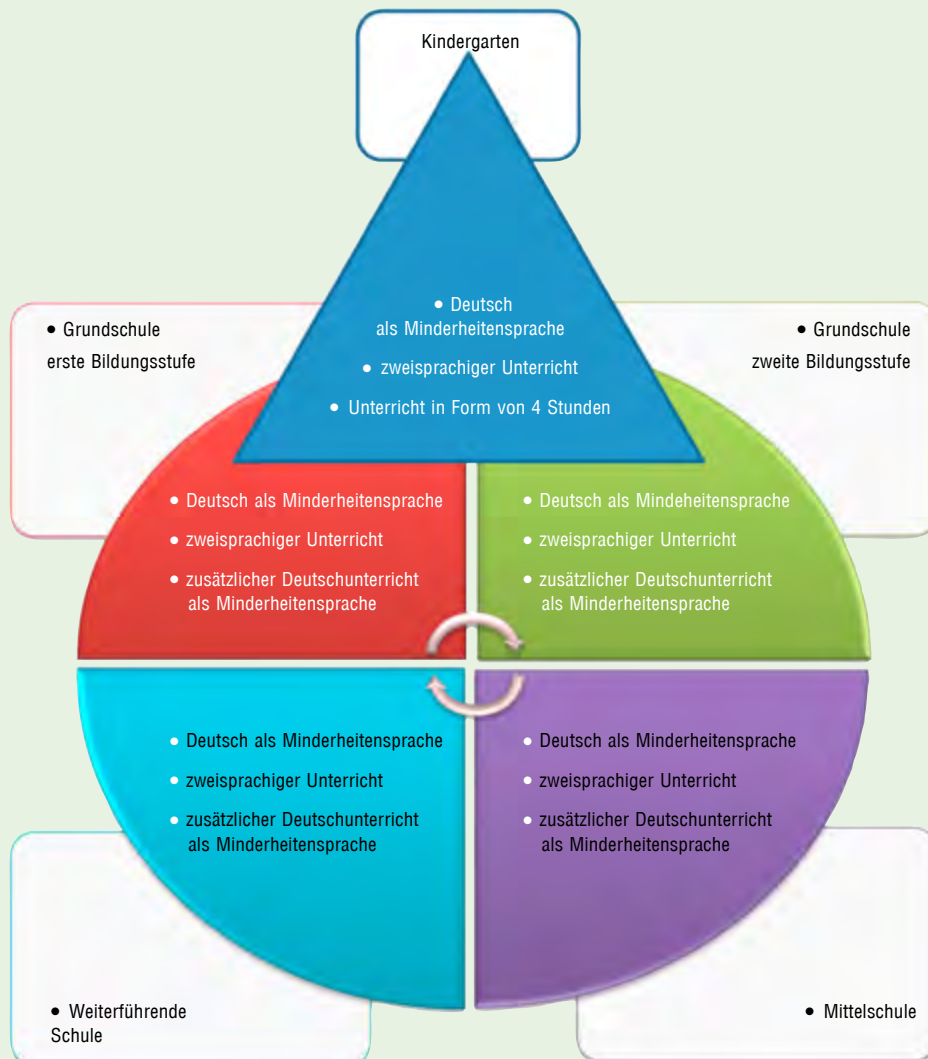 Kindergarten
• Deutsch
als Minderheitensprache
• zweisprachiger Unterricht
• Unterricht in Form von 4 Stunden
• Grundschule
erste Bildungsstufe
• Grundschule
zweite Bildungsstufe
• Deutsch als Minderheitensprache
• zweisprachiger Unterricht
• zusätzlicher Deutschunterricht
als Minderheitensprache
• Deutsch als Mindeheitensprache
• zweisprachiger Unterricht
• zusätzlicher Deutschunterricht
als Minderheitensprache
• Deutsch als Minderheitensprache
• zweisprachiger Unterricht
• zusätzlicher Deutschunterricht
als Minderheitensprache
• Deutsch als Minderheitensprache
• zweisprachiger Unterricht
• zusätzlicher Deutschunterricht
als Minderheitensprache
• Weiterführende
Schule
• Mittelschule